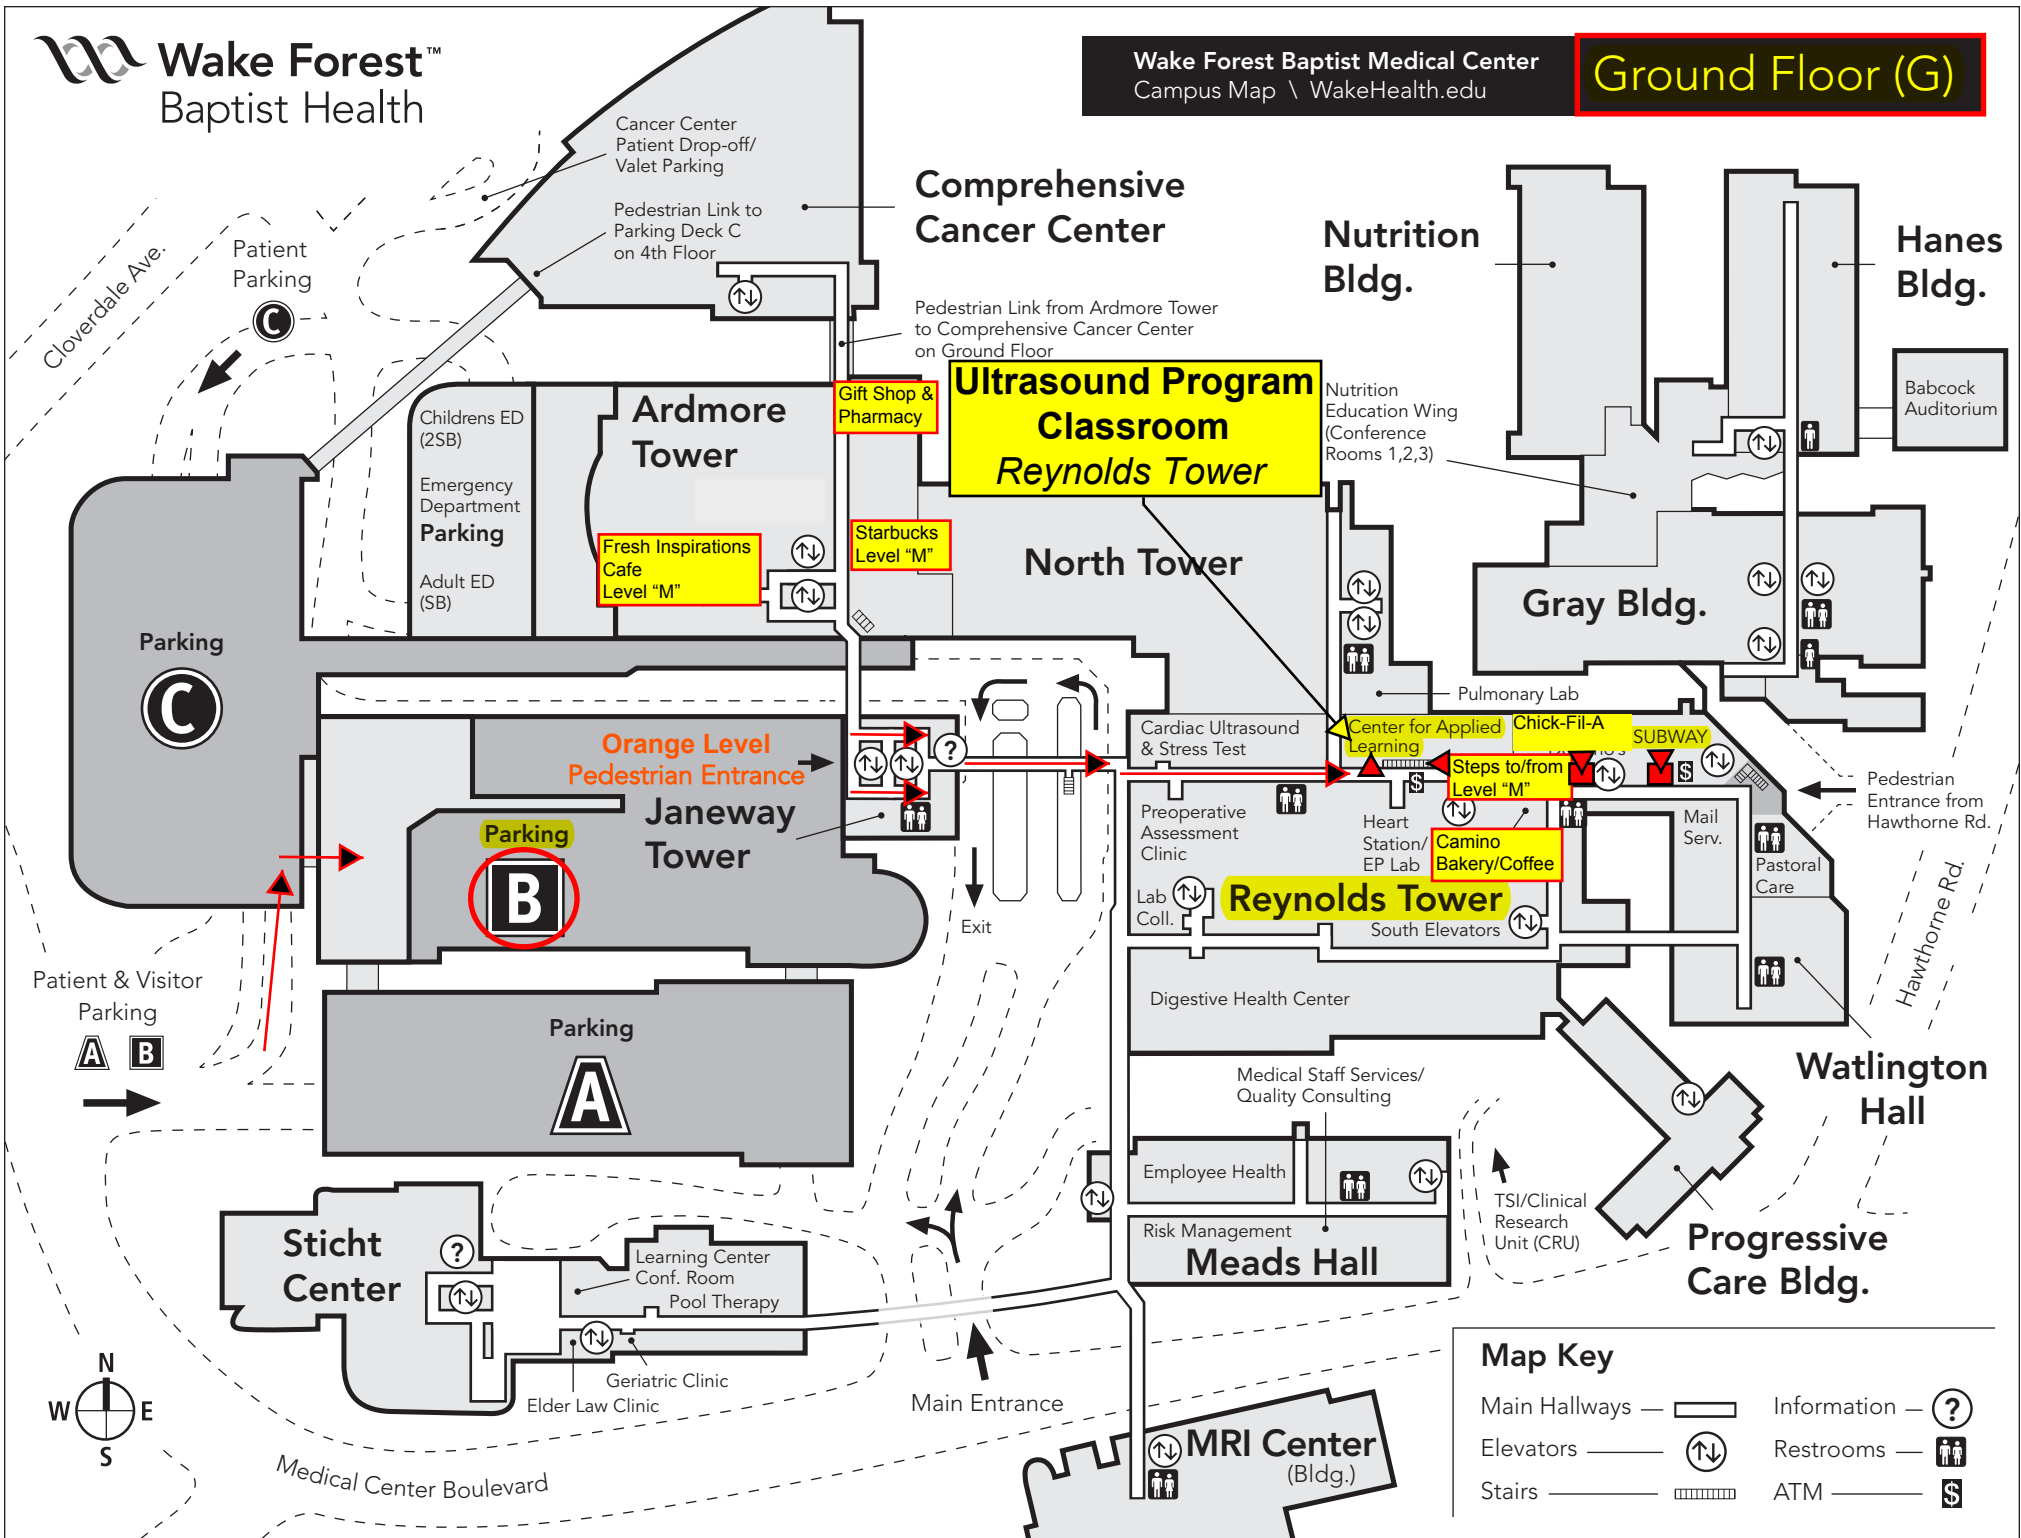 Wake Forest™
Baptist Health
Wake Forest Baptist Medical Center
Campus Map \ WakeHealth.edu
Ground Floor (G)
Cancer Center
Patient Drop-off/
Valet Parking
Pedestrian Link to
Parking Deck C
on 4th Floor
Comprehensive
Cancer Center
Nutrition
Bldg.
Hanes
Bldg.
Cloverdale Ave.
Patient
Parking
C
Pedestrian Link from Ardmore Tower
to Comprehensive Cancer Center
on Ground Floor
Ultrasound Program
Classroom
Reynolds Tower
Nutrition
Education Wing
(Conference
Rooms 1,2,3)
Babcock
Auditorium
Childrens ED
(2SB)
Emergency
Department
Parking
Adult ED
(SB)
Ardmore
Tower
Gift Shop &
Pharmacy
Fresh Inspirations
Cafe
Level “M”
Starbucks
Level “M”
North Tower
Gray Bldg.
Parking
C
Pulmonary Lab
Orange Level
Pedestrian Entrance
Janeway
Tower
?
Cardiac Ultrasound
& Stress Test
Center for Applied
Learning
Chick-Fil-A
SUBWAY
Steps to/from
Level “M”
$
$
Pedestrian
Entrance from
Hawthorne Rd.
Parking
B
Preoperative
Assessment
Clinic
Heart
Station/
EP Lab
Camino
Bakery/Coffee
Mail
Serv.
Pastoral
Care
Lab
Coll.
Reynolds Tower
South Elevators
Exit
Hawthorne Rd.
Patient & Visitor
Parking
A B
Parking
A
Digestive Health Center
Watlington
Hall
Medical Staff Services/
Quality Consulting
Employee Health
Risk Management
Meads Hall
TSI/Clinical
Research
Unit (CRU)
Progressive
Care Bldg.
Sticht
Center
?
Learning Center
Conf. Room
Pool Therapy
Geriatric Clinic
Elder Law Clinic
Main Entrance
Medical Center Boulevard
N
W E
S
MRI Center
(Bldg.)
Map Key
Main Hallways
Information ?
Elevators
Restrooms
Stairs
ATM $